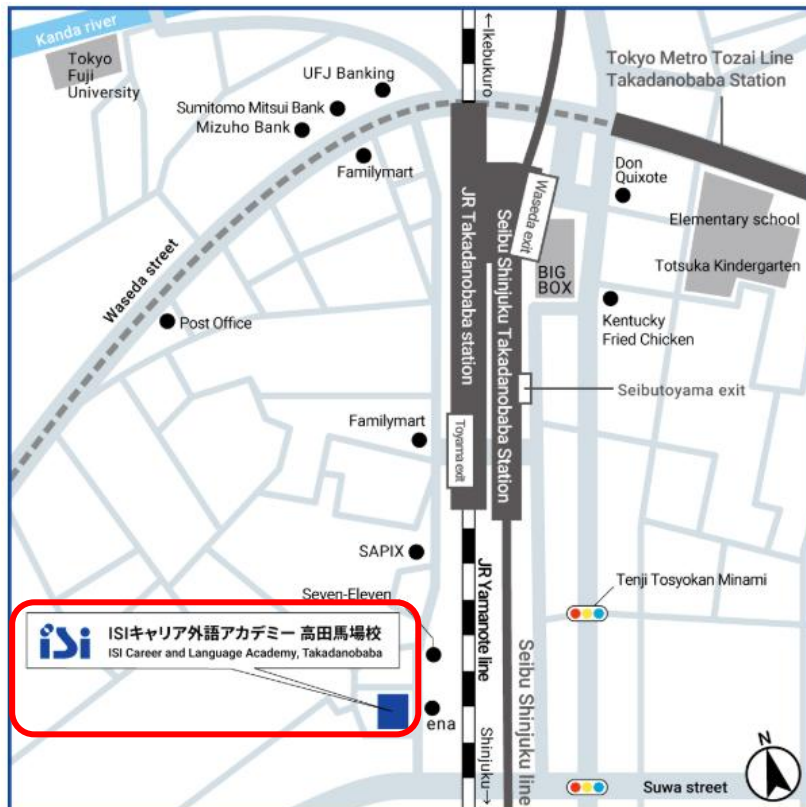 Kanda river
Tokyo
Fuji
University
UFJ Banking
Sumitomo Mitsui Bank
Mizuho Bank
Familymart
←Ikebukuro
Tokyo Metro Tozai Line
Takadanobaba Station
Don
Quixote
Elementary school
Totsuka Kindergarten
Waseda exit
BIG
BOX
Kentucky
Fried Chicken
JR Takadanobaba station
Seibu Shinjuku Takadanobaba Station
Waseda street
Post Office
Seibutoyama exit
Familymart
Toyama exit
SAPIX
JR Yamanote line
Tenji Tosyokan Minami
Seven-Eleven
isi
ISIキャリア外語アカデミー 高田馬場校
ISI Career and Language Academy, Takadanobaba
Seibu Shinjuku line
ena
Shinjuku→
Suwa street
N